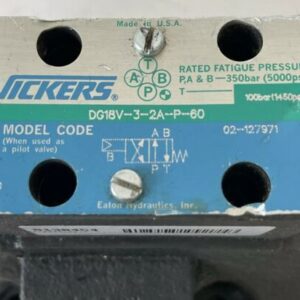 Made in U.S.A.
T
A B
P
RATED FATIGUE PRESSURE
P,A & B—350bar (5000psi
T
100bar(1450psi
VICKERS
DG18V-3-2A-P-60
MODEL CODE
(When used as
a pilot valve)
02-127971
A B
P T
Eaton Hydraulics, Inc.